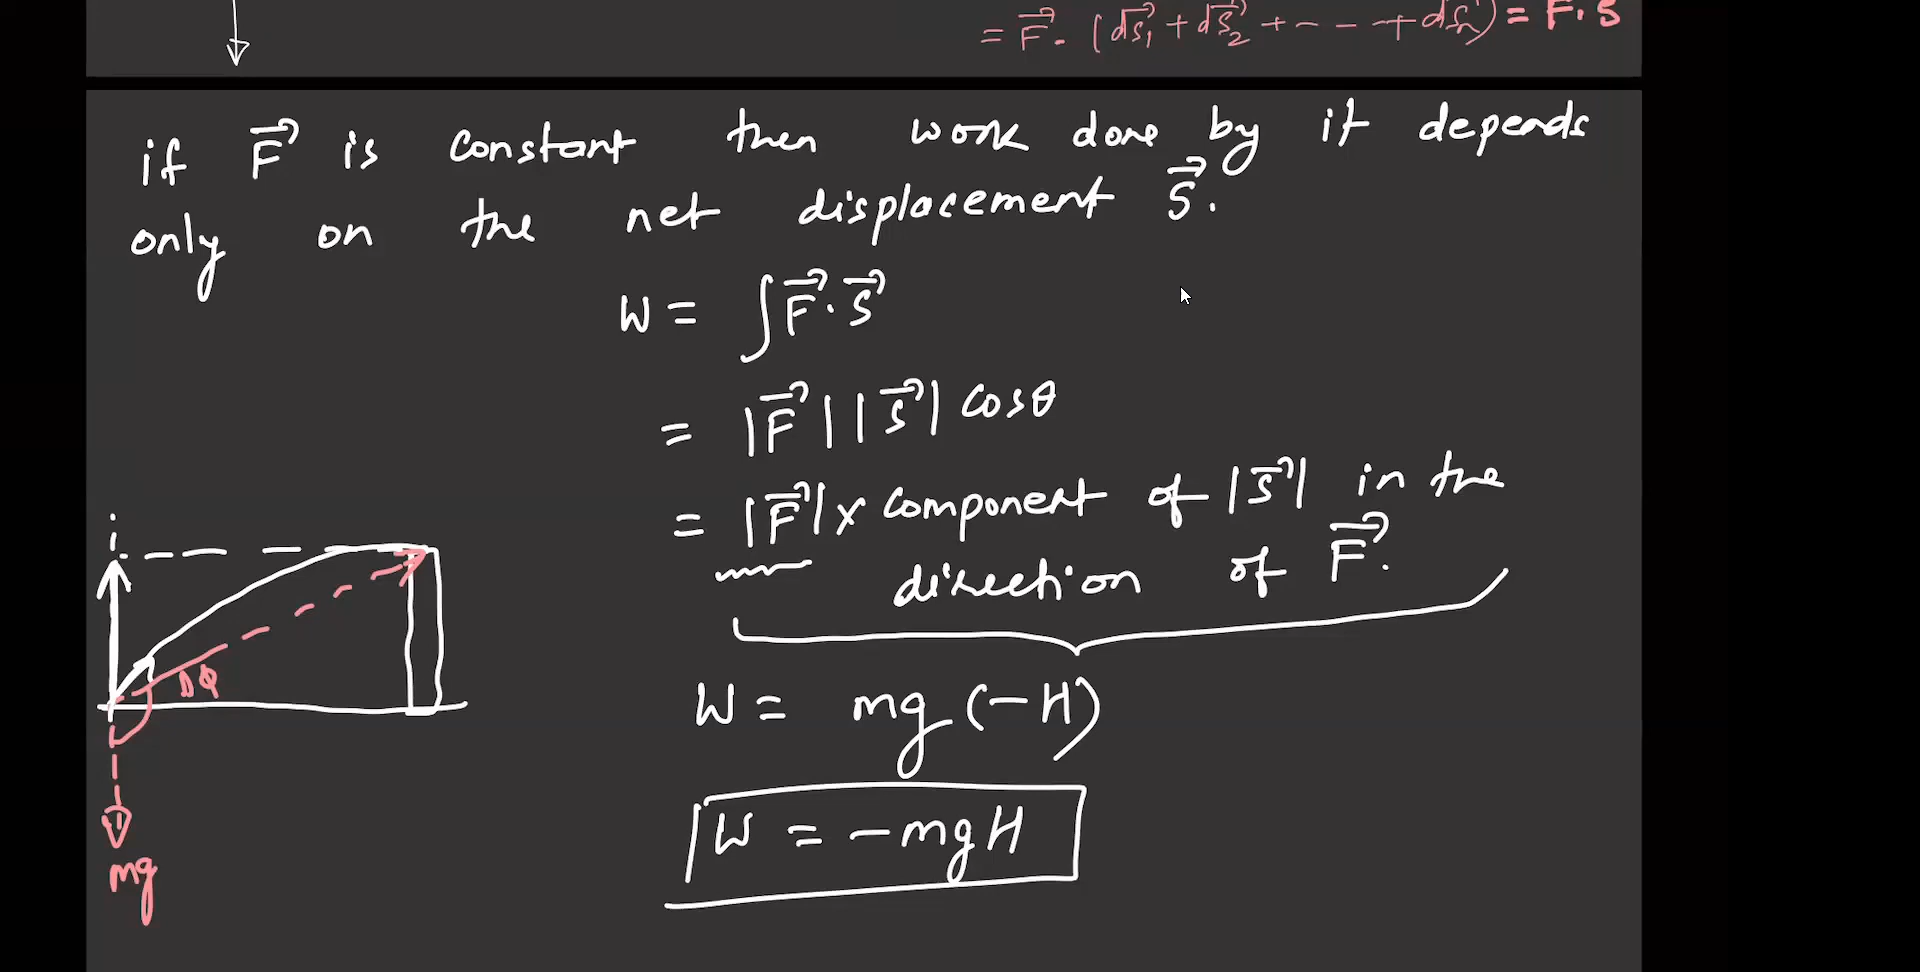 = F⃗. (ds⃗₁ + ds⃗₂ + - - - + ds⃗ₙ) = F.S
if F⃗ is constant then work done by it depends
only on the net displacement S⃗.
W = ∫F⃗.S⃗
= |F⃗||S⃗| cosθ
= |F⃗| x component of |S⃗| in the
direction of F⃗.
W = mg(-H)
W = -mgH
mg